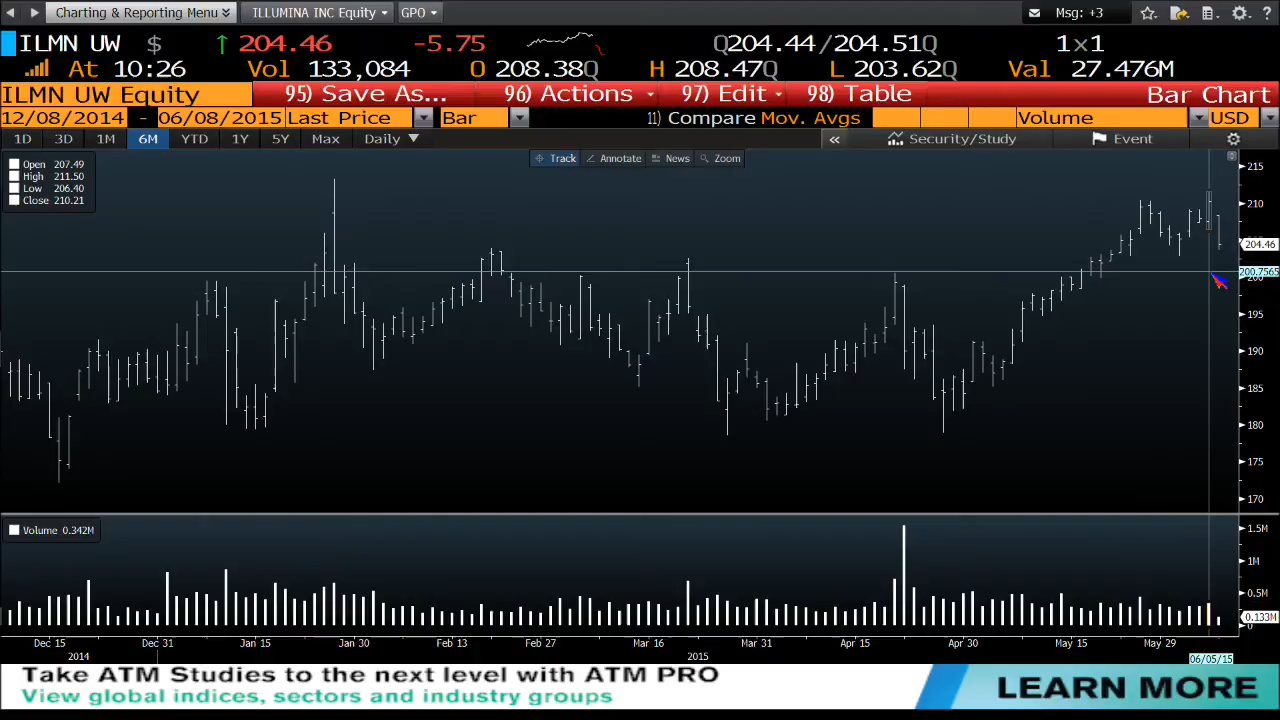 Charting & Reporting Menu ILLUMINA INC Equity GPO Msg: +3 ?
ILMN UW $ 204.46 -5.75 Q204.44/204.51Q 1×1
At 10:26 Vol 133,084 O 208.38Q H 208.47Q L 203.62Q Val 27.476M
ILMN UW Equity 95) Save As... 96) Actions 97) Edit 98) Table Bar Chart
12/08/2014 - 06/08/2015 Last Price Bar 11) Compare Mov. Avgs Volume USD
1D 3D 1M 6M YTD 1Y 5Y Max Daily « Security/Study Event
Track Annotate News Zoom
Open 207.49
High 211.50
Low 206.40
Close 210.21
215
210
204.46
200.7565
200
195
190
185
180
175
170
Volume 0.342M
1.5M
1M
0.5M
0.133M
0
Dec 15 Dec 31 Jan 15 Jan 30 Feb 13 Feb 27 Mar 16 Mar 31 Apr 15 Apr 30 May 15 May 29
2014 2015 06/05/15
Take ATM Studies to the next level with ATM PRO
View global indices, sectors and industry groups
LEARN MORE